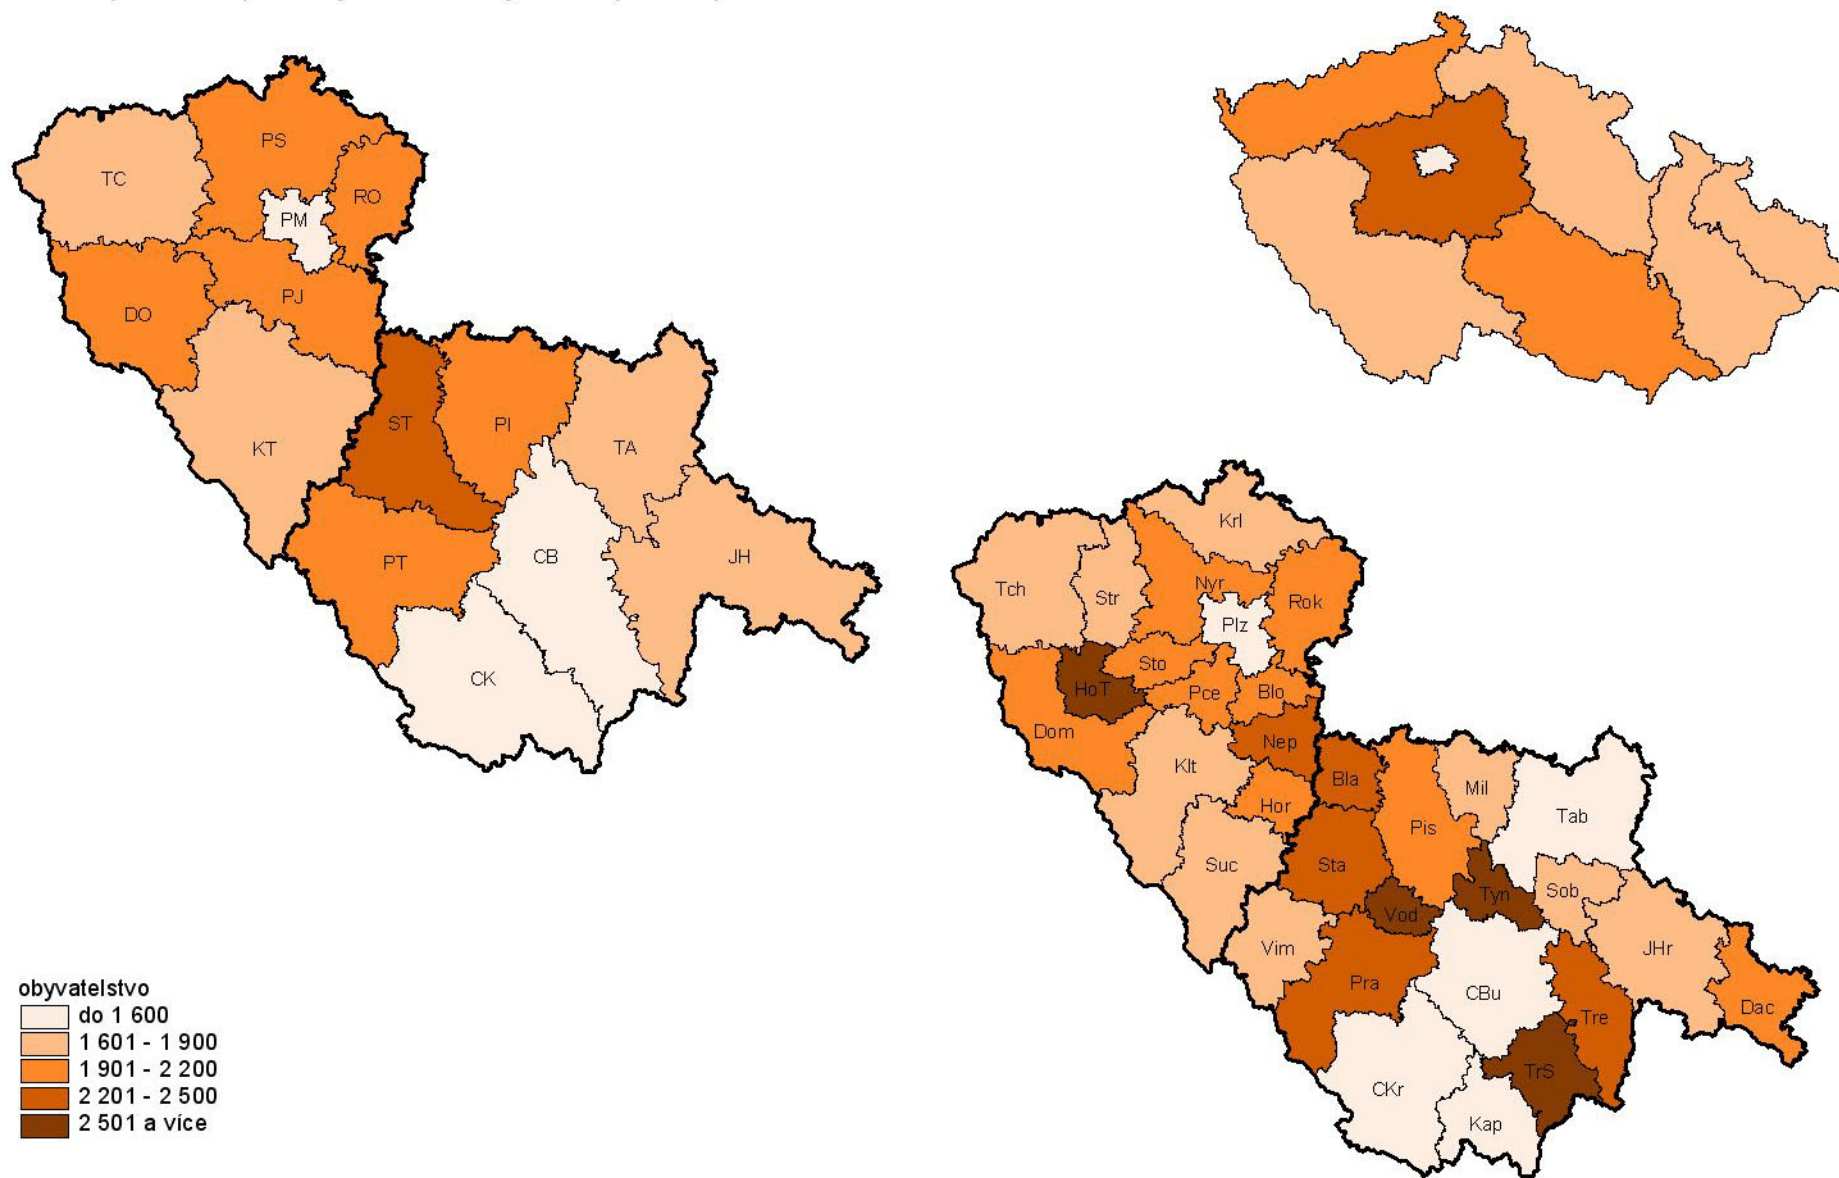 TC
PS
RO
PM
PJ
DO
KT
ST
PI
TA
PT
CB
JH
CK
Krl
Tch
Str
Nyr
Rok
Plz
Sto
HoT
Pce
Blo
Dom
Nep
Klt
Bla
Mil
Hor
Tab
Pis
Suc
Sta
Sob
Tyn
Vod
Vim
JHr
Pra
CBu
Dac
Tre
TrS
CKr
Kap
obyvatelstvo
do 1 600
1 601 - 1 900
1 901 - 2 200
2 201 - 2 500
2 501 a více